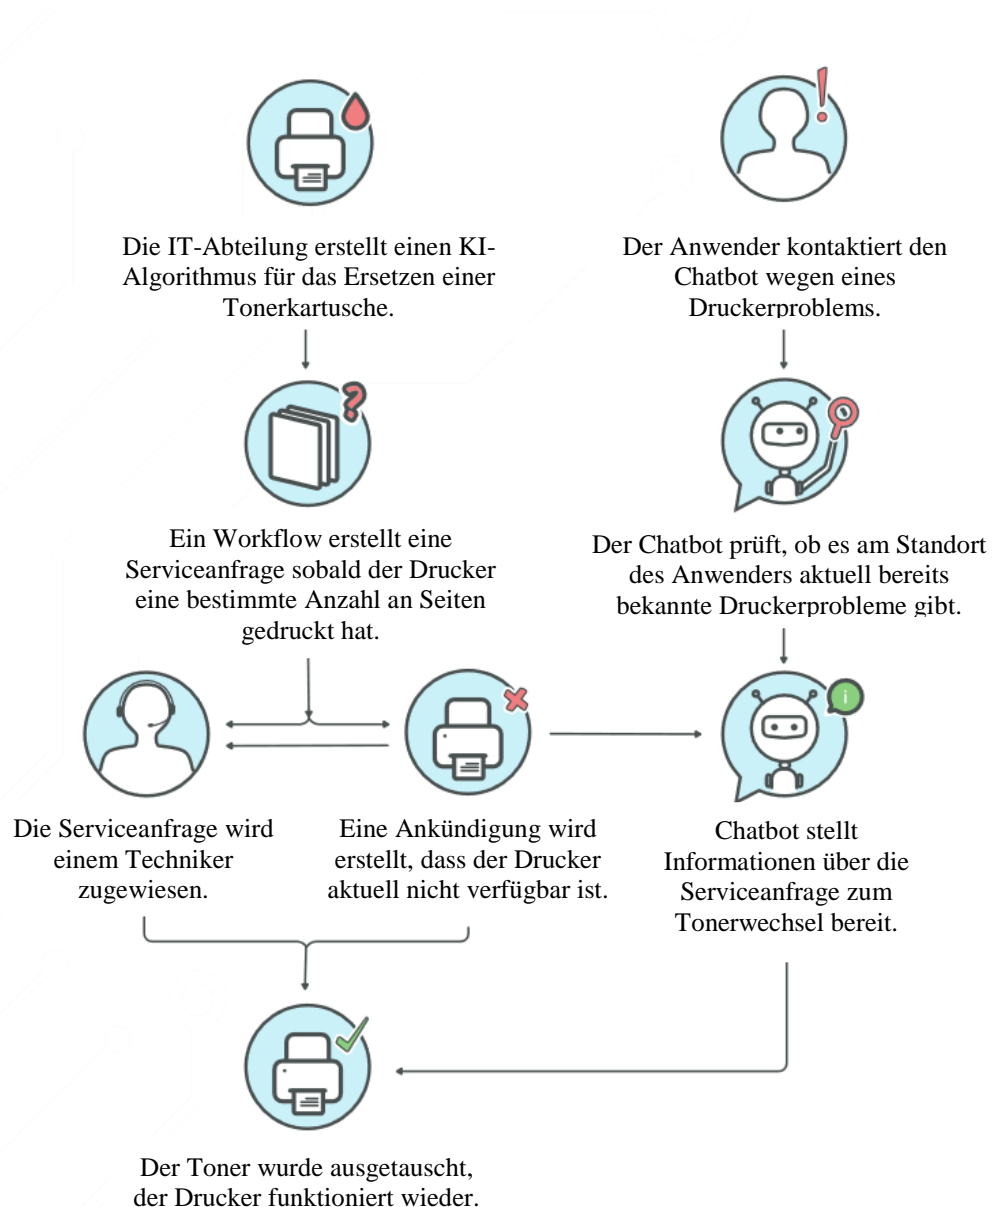 Die IT-Abteilung erstellt einen KI-
Algorithmus für das Ersetzen einer
Tonerkartusche.
Der Anwender kontaktiert den
Chatbot wegen eines
Druckerproblems.
Ein Workflow erstellt eine
Serviceanfrage sobald der Drucker
eine bestimmte Anzahl an Seiten
gedruckt hat.
Der Chatbot prüft, ob es am Standort
des Anwenders aktuell bereits
bekannte Druckerprobleme gibt.
Die Serviceanfrage wird
einem Techniker
zugewiesen.
Eine Ankündigung wird
erstellt, dass der Drucker
aktuell nicht verfügbar ist.
Chatbot stellt
Informationen über die
Serviceanfrage zum
Tonerwechsel bereit.
Der Toner wurde ausgetauscht,
der Drucker funktioniert wieder.